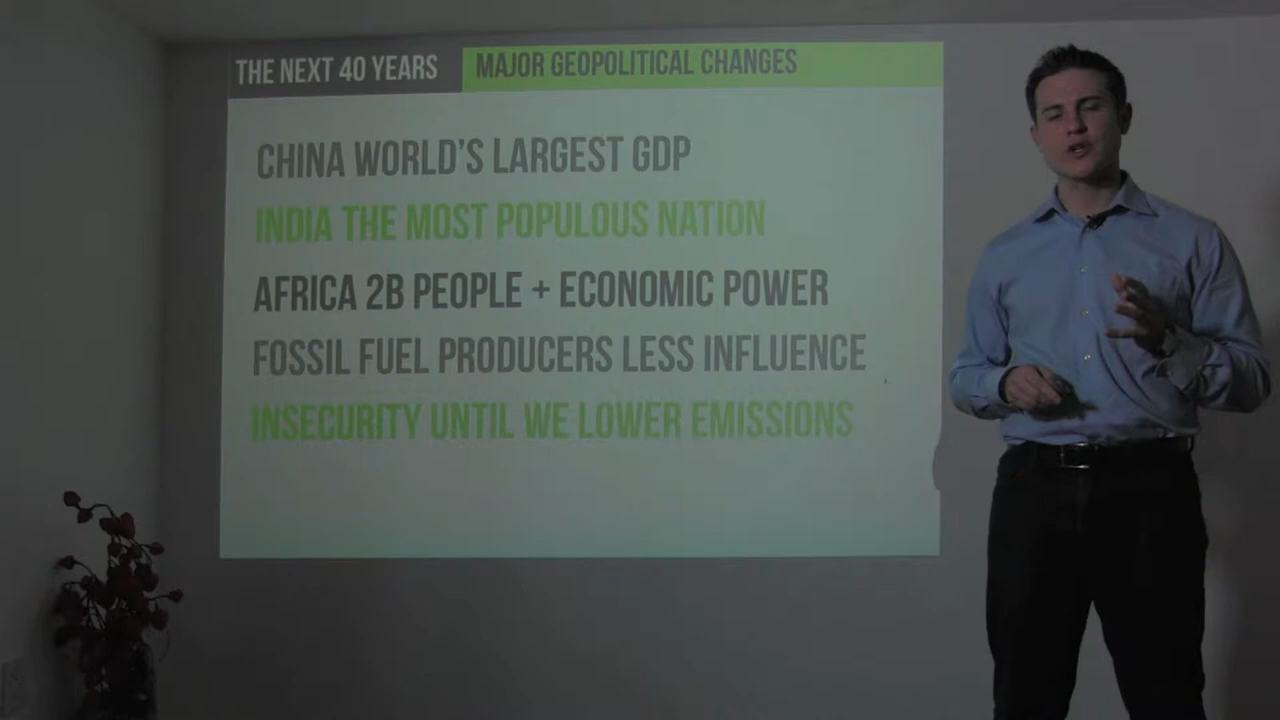 THE NEXT 40 YEARS
MAJOR GEOPOLITICAL CHANGES
CHINA WORLD'S LARGEST GDP
INDIA THE MOST POPULOUS NATION
AFRICA 2B PEOPLE + ECONOMIC POWER
FOSSIL FUEL PRODUCERS LESS INFLUENCE
INSECURITY UNTIL WE LOWER EMISSIONS